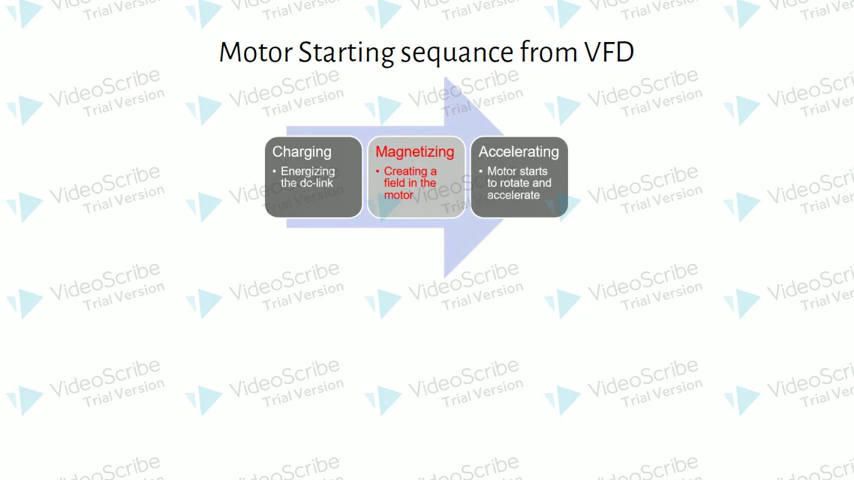 Motor Starting sequance from VFD
Charging
• Energizing
the dc-link
Magnetizing
• Creating a
field in the
motor
Accelerating
• Motor starts
to rotate and
accelerate
VideoScribe
Trial Version